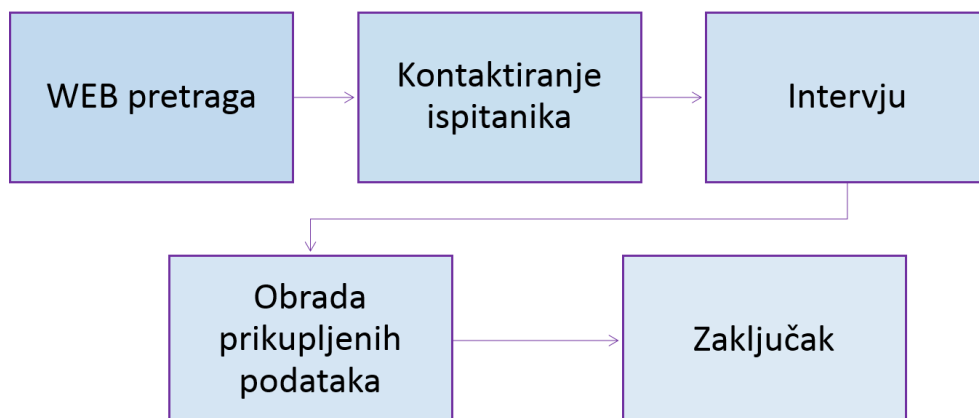 WEB pretraga
Kontaktiranje
ispitanika
Intervju
Obrada
prikupljenih
podataka
Zaključak